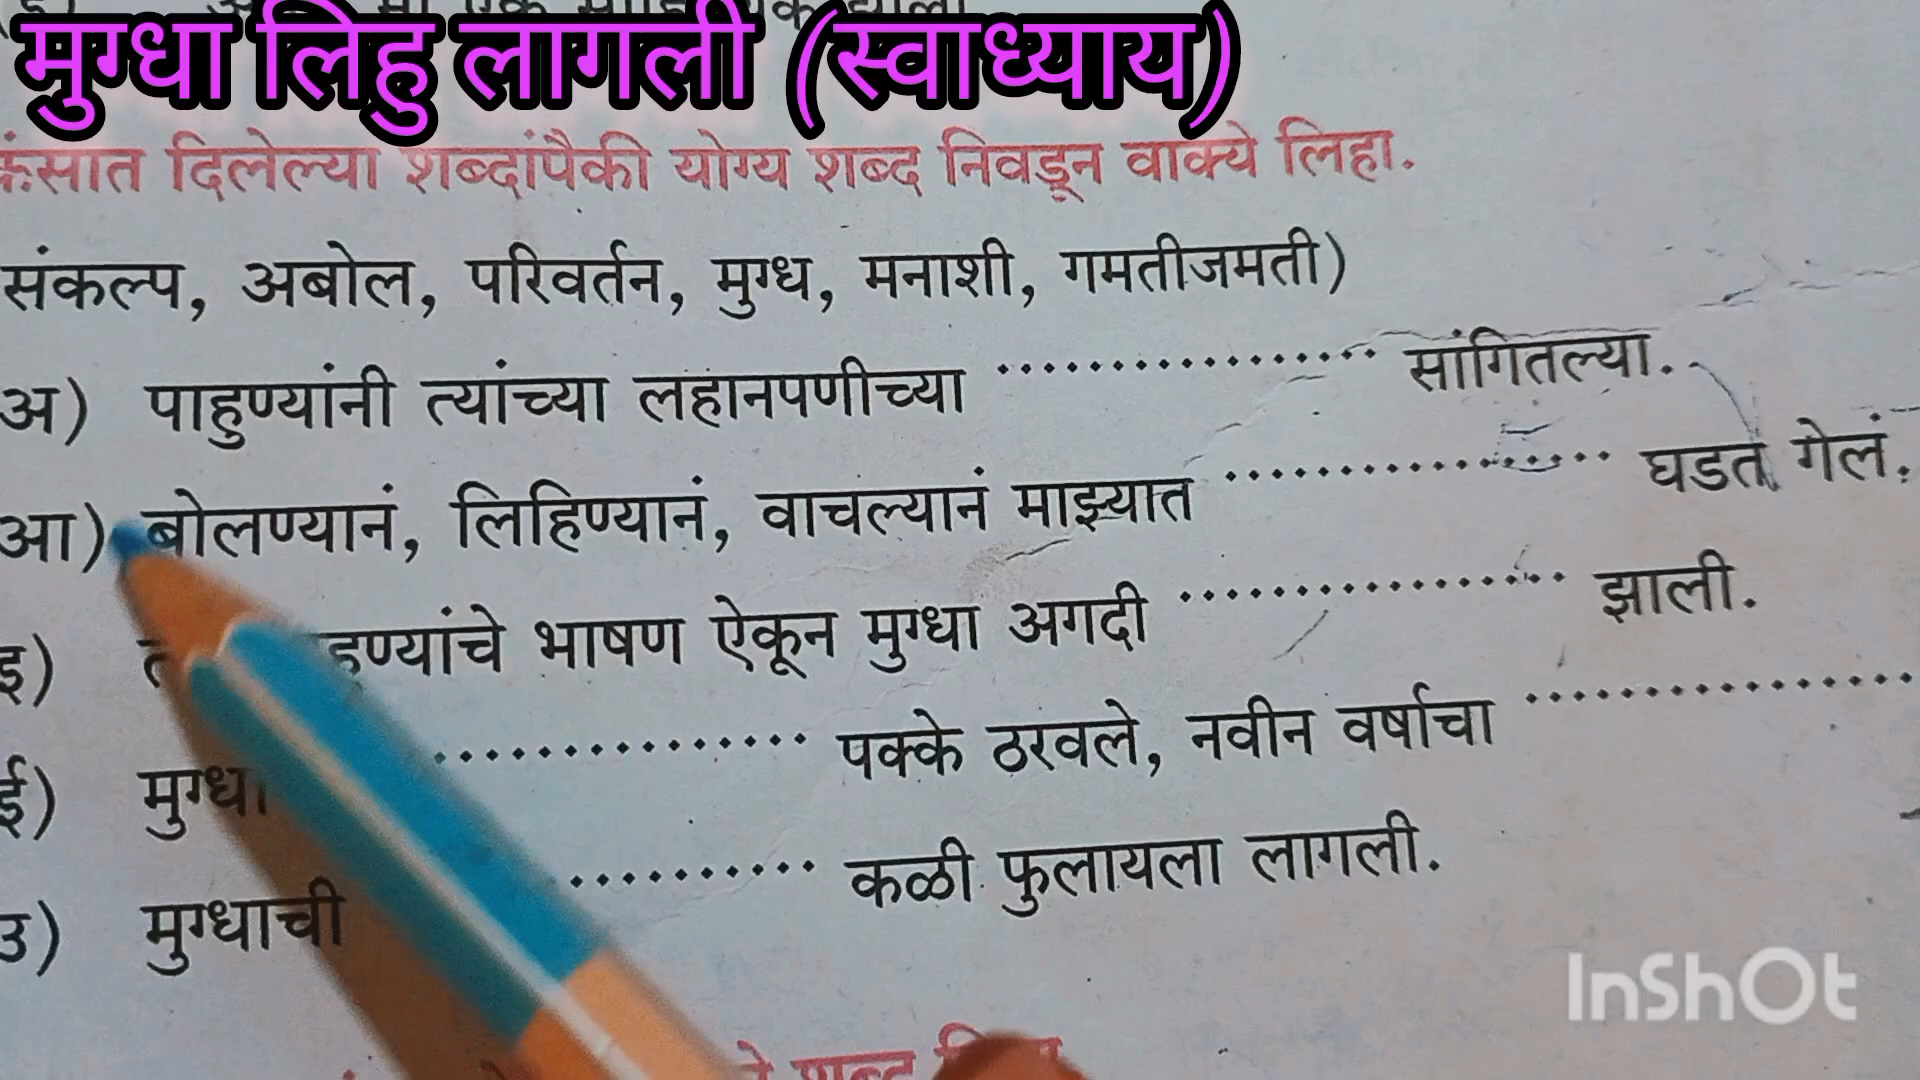 मुग्धा लिहु लागली (स्वाध्याय)
कंसात दिलेल्या शब्दांपैकी योग्य शब्द निवडून वाक्ये लिहा.
संकल्प, अबोल, परिवर्तन, मुग्ध, मनाशी, गमतीजमती)
अ) पाहुण्यांनी त्यांच्या लहानपणीच्या ................. सांगितल्या.
आ) बोलण्यानं, लिहिण्यानं, वाचल्यानं माझ्यात ................. घडत गेलं.
इ) भाषण ऐकून मुग्धा अगदी ................. झाली.
ई) ................. पक्के ठरवले, नवीन वर्षाचा .................
उ) मुग्धाची ........... कळी फुलायला लागली.
शब्द
InShOt